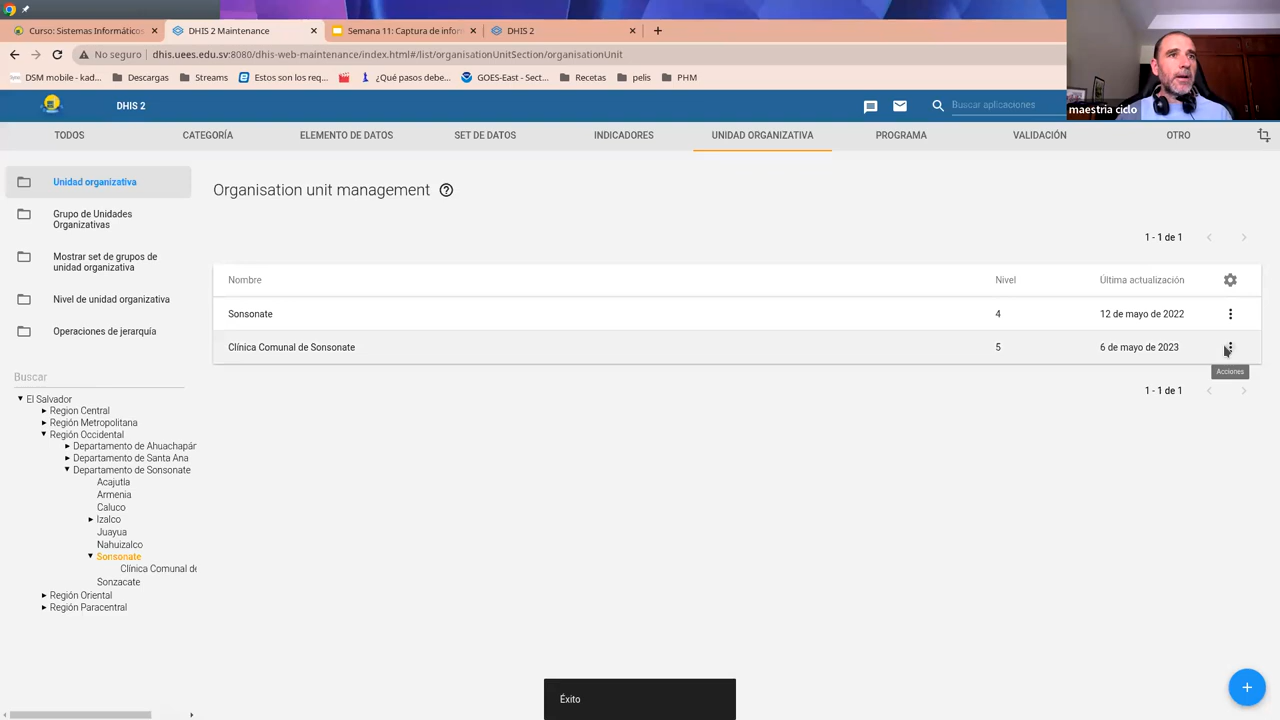 Curso: Sistemas Informáticos
DHIS 2 Maintenance
Semana 11: Captura de infor
DHIS 2
No seguro
dhis.uees.edu.sv:8080/dhis-web-maintenance/index.html#/list/organisationUnitSection/organisationUnit
DSM mobile - kad...
Descargas
Streams
Estos son los req...
¿Qué pasos debe...
GOES-East - Sect...
Recetas
pelis
PHM
maestria ciclo
DHIS 2
Buscar aplicaciones
TODOS
CATEGORÍA
ELEMENTO DE DATOS
SET DE DATOS
INDICADORES
UNIDAD ORGANIZATIVA
PROGRAMA
VALIDACIÓN
OTRO
Unidad organizativa
Grupo de Unidades
Organizativas
Mostrar set de grupos de
unidad organizativa
Nivel de unidad organizativa
Operaciones de jerarquía
Buscar
El Salvador
Region Central
Región Metropolitana
Región Occidental
Departamento de Ahuachapán
Departamento de Santa Ana
Departamento de Sonsonate
Acajutla
Armenia
Caluco
Izalco
Juayua
Nahuizalco
Sonsonate
Clínica Comunal de
Sonzacate
Región Oriental
Región Paracentral
Organisation unit management
1 - 1 de 1
Nombre
Nivel
Última actualización
Sonsonate
4
12 de mayo de 2022
Clínica Comunal de Sonsonate
5
6 de mayo de 2023
Acciones
1 - 1 de 1
Éxito